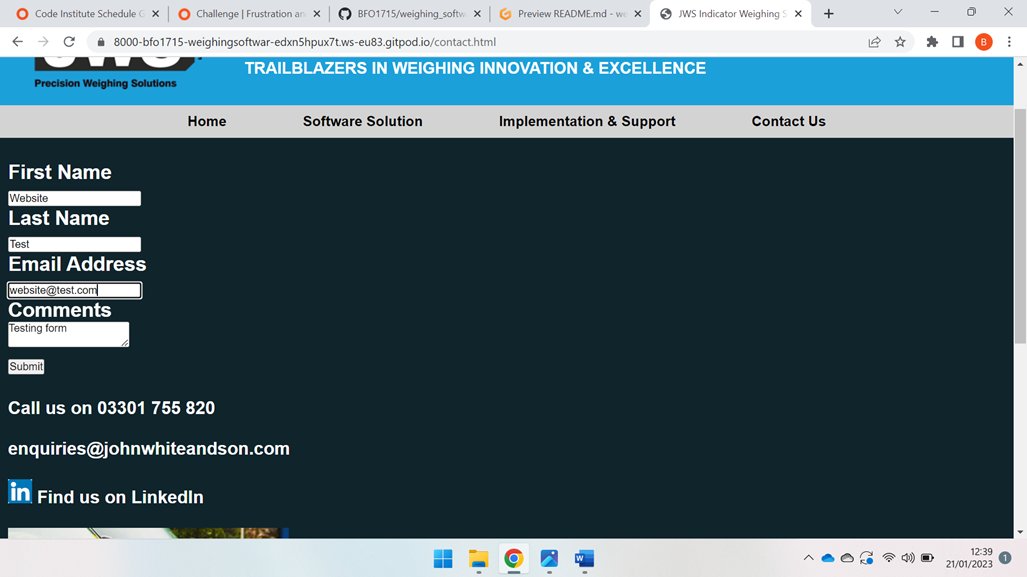 Code Institute Schedule G
Challenge | Frustration an
BFO1715/weighing_softw
Preview README.md - we
JWS Indicator Weighing S
8000-bfo1715-weighingsoftwar-edxn5hpux7t.ws-eu83.gitpod.io/contact.html
B
JWS
Precision Weighing Solutions
TRAILBLAZERS IN WEIGHING INNOVATION & EXCELLENCE
Home Software Solution Implementation & Support Contact Us
First Name
Website
Last Name
Test
Email Address
website@test.com
Comments
Testing form
Submit
Call us on 03301 755 820
enquiries@johnwhiteandson.com
in Find us on LinkedIn
W
12:39
21/01/2023
1